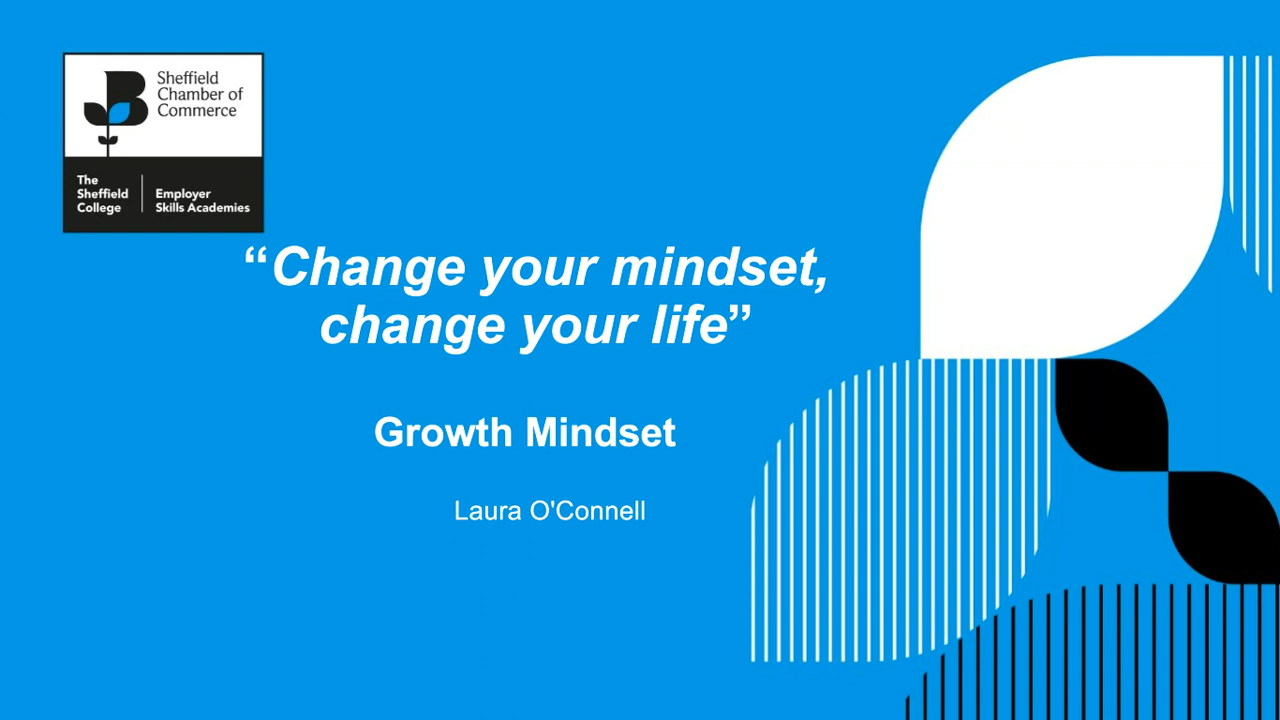 Sheffield
Chamber of
Commerce
The
Sheffield
College
Employer
Skills Academies
“Change your mindset,
change your life”
Growth Mindset
Laura O'Connell